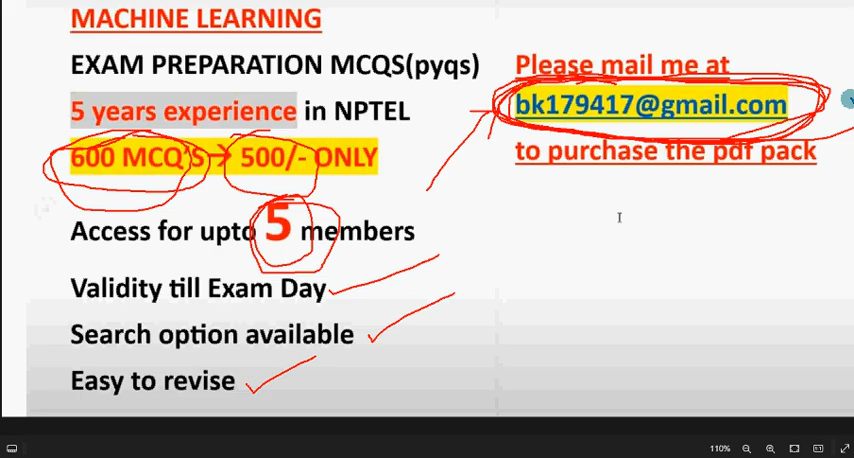 MACHINE LEARNING
EXAM PREPARATION MCQS(pyqs)
5 years experience in NPTEL
600 MCQ'S → 500/- ONLY
Access for upto 5 members
Validity till Exam Day
Search option available
Easy to revise
Please mail me at
bk179417@gmail.com
to purchase the pdf pack
110%